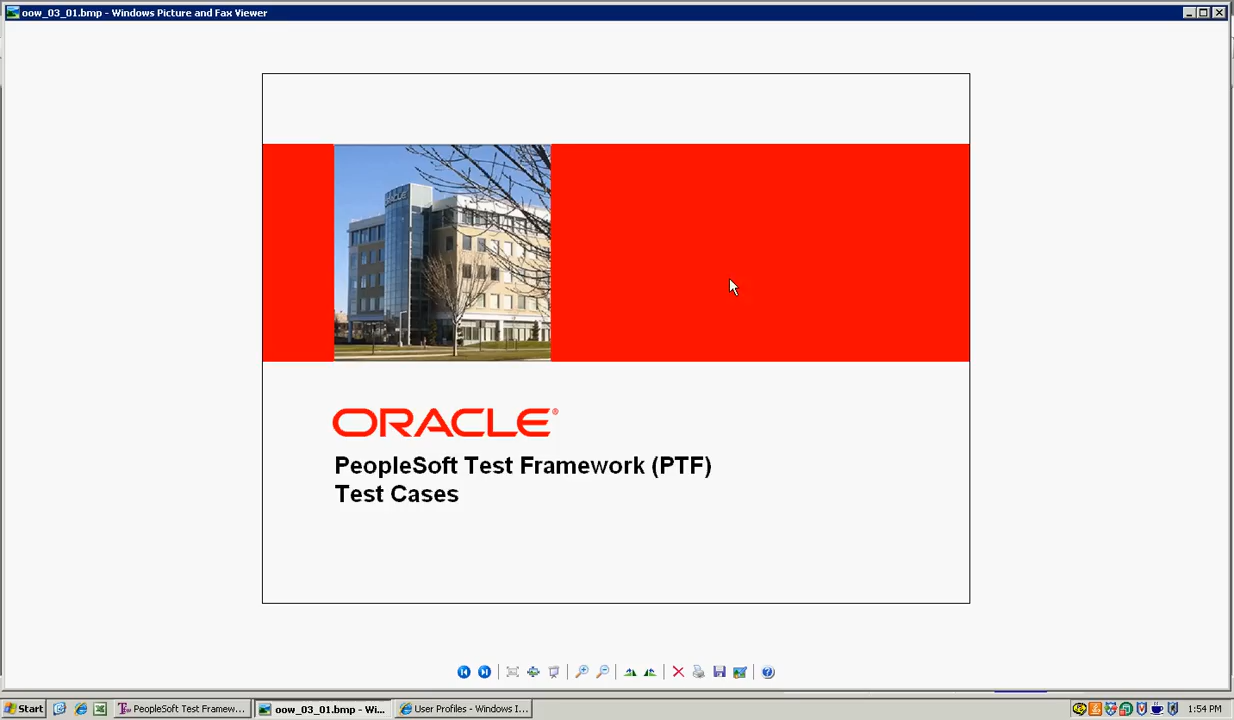 oow_03_01.bmp - Windows Picture and Fax Viewer
ORACLE
ORACLE®
PeopleSoft Test Framework (PTF)
Test Cases
Start
PeopleSoft Test Framew...
oow_03_01.bmp - Wi...
User Profiles - Windows I...
1:54 PM